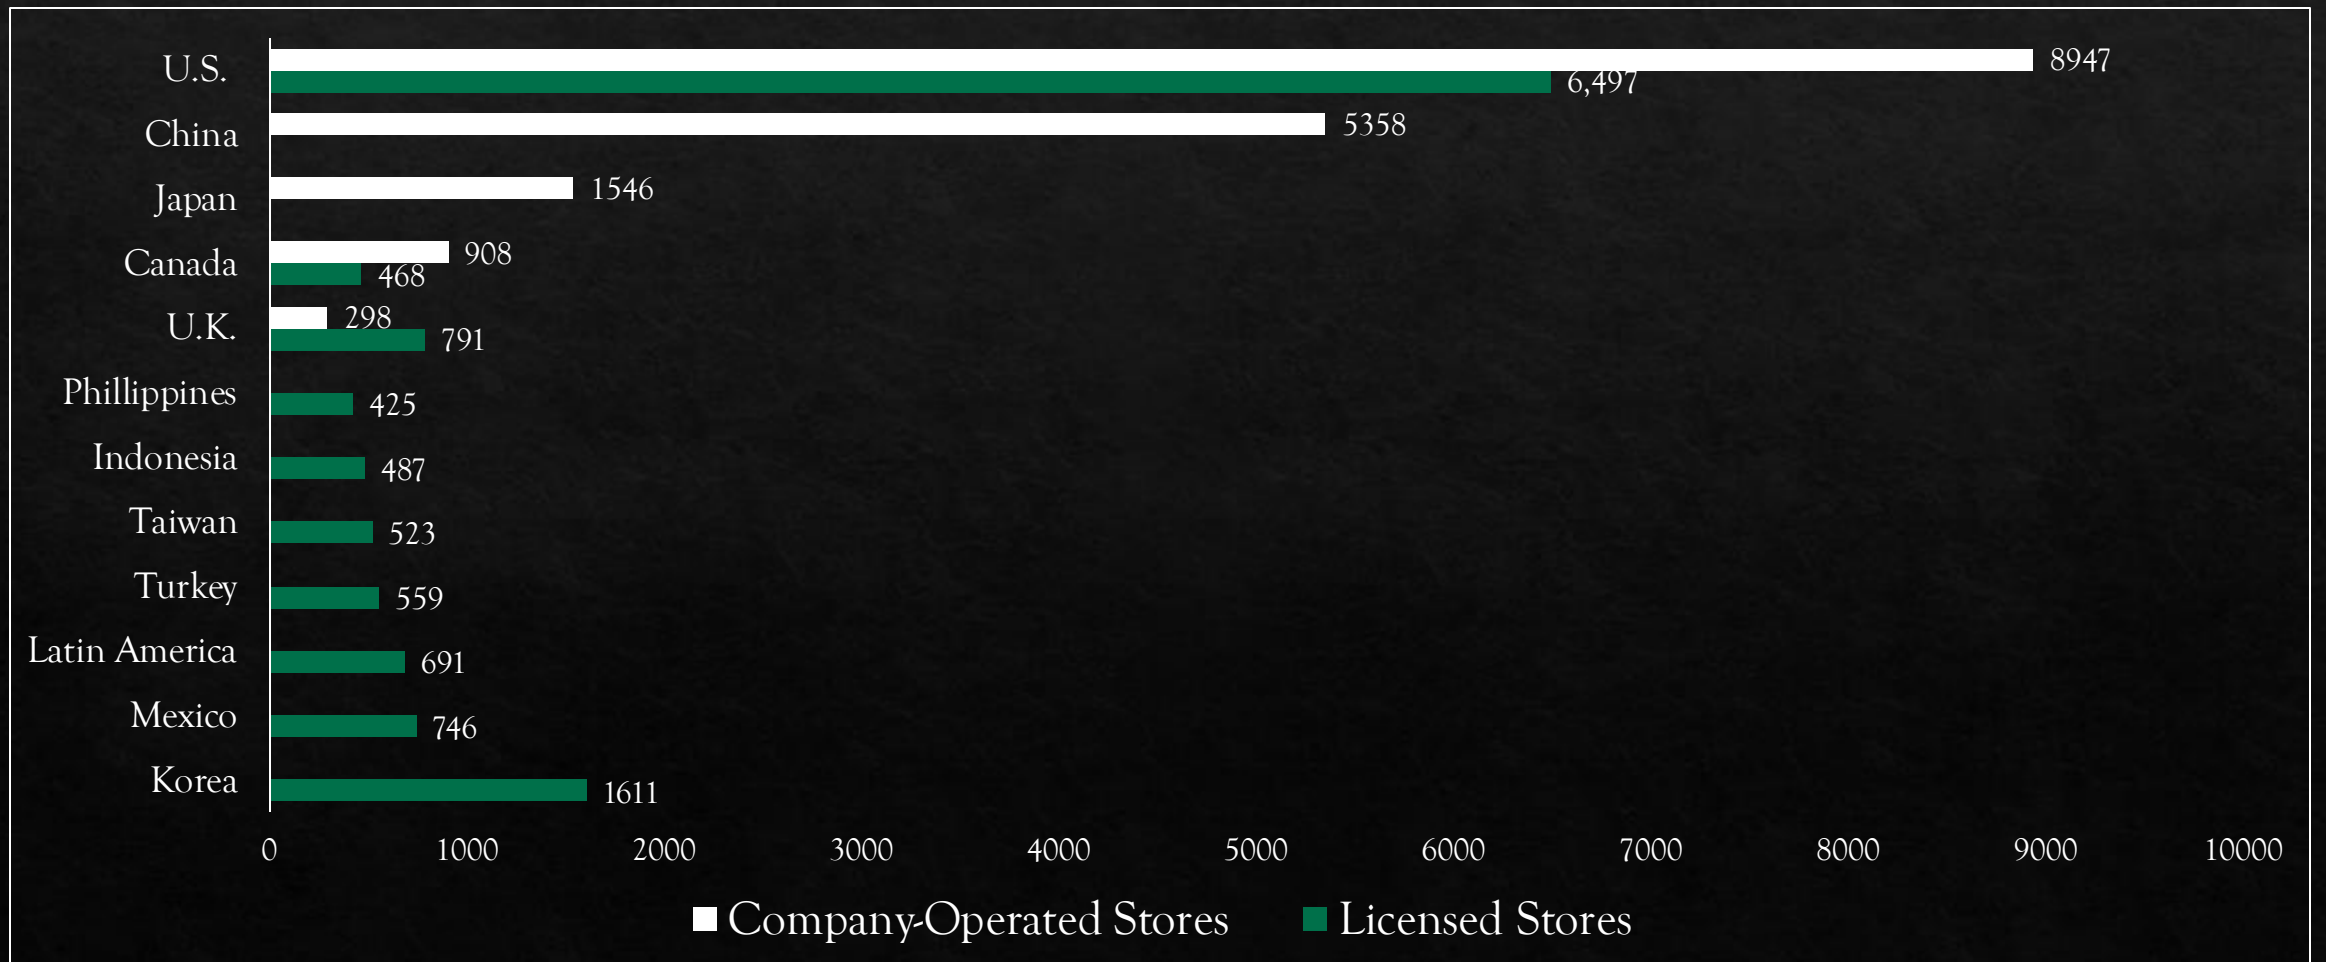 U.S.
8947
6,497
China
5358
Japan
1546
Canada
908
468
U.K.
298
791
Phillippines
425
Indonesia
487
Taiwan
523
Turkey
559
Latin America
691
Mexico
746
Korea
1611
0 1000 2000 3000 4000 5000 6000 7000 8000 9000 10000
Company-Operated Stores Licensed Stores